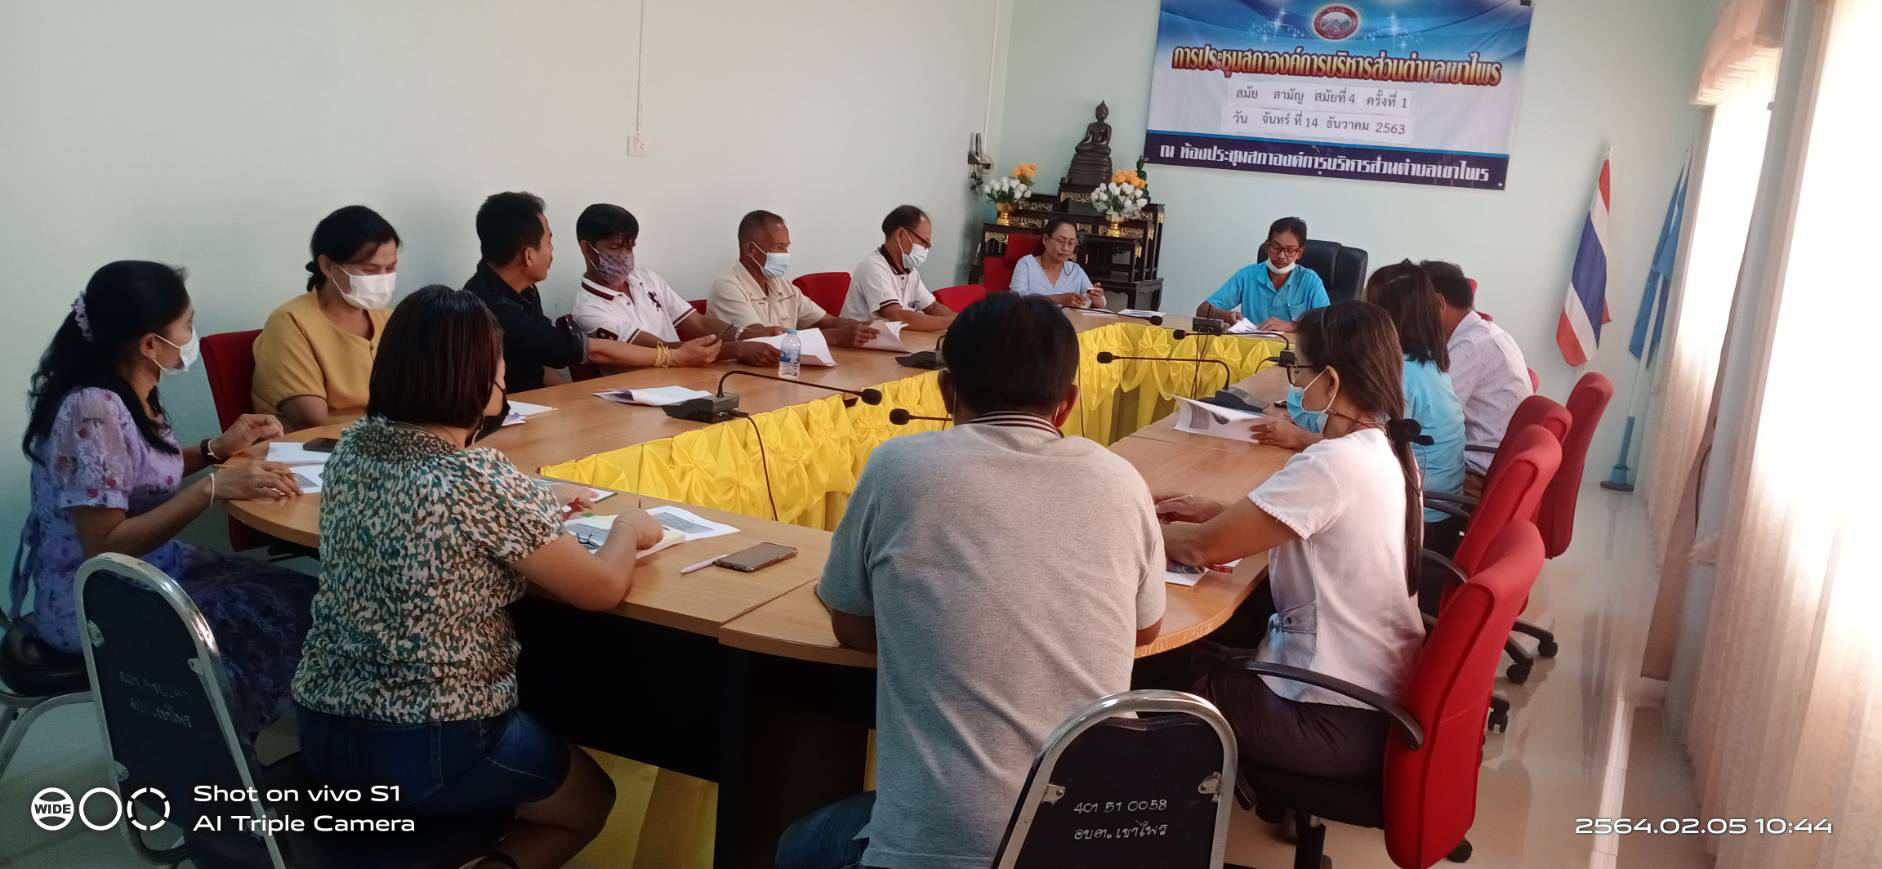 การประชุมสภาองค์การบริหารส่วนตำบลเขาไพร
สมัย สามัญ สมัยที่ 4 ครั้งที่ 1
วัน จันทร์ ที่ 14 ธันวาคม 2563
ณ ห้องประชุมสภาองค์การบริหารส่วนตำบลเขาไพร
401 51 0058
อบต. เขาไพร
WIDE
Shot on vivo S1
AI Triple Camera
2564.02.05 10:44